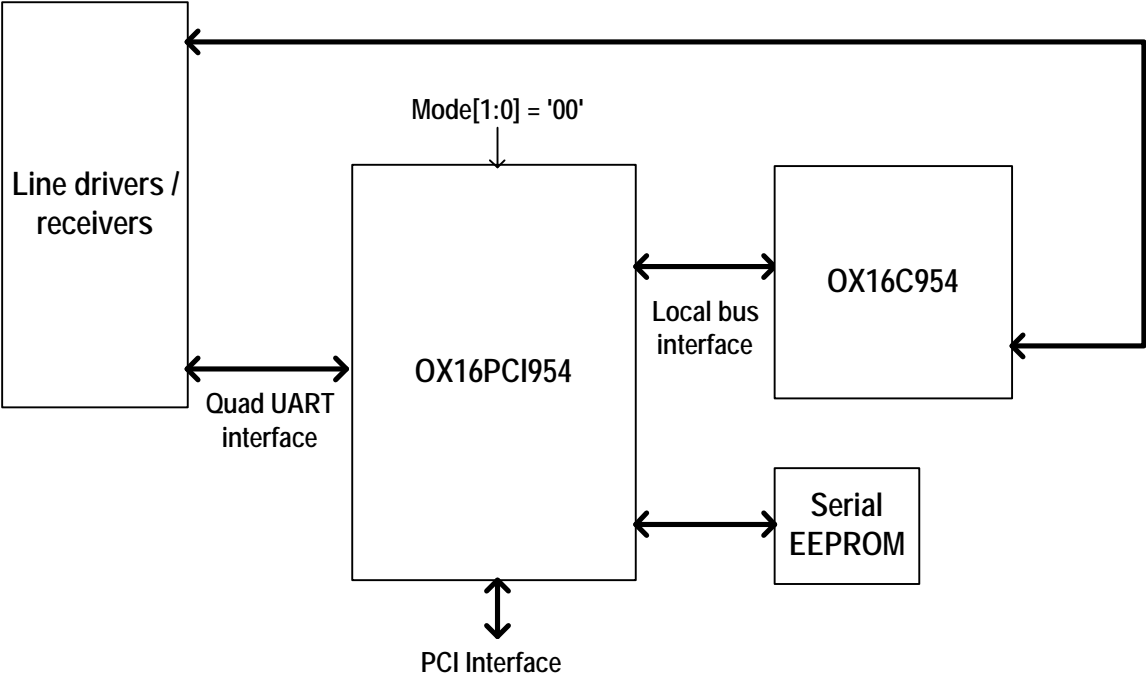 Mode[1:0] = '00'
Line drivers /
receivers
OX16PCI954
Local bus
interface
OX16C954
Quad UART
interface
Serial
EEPROM
PCI Interface